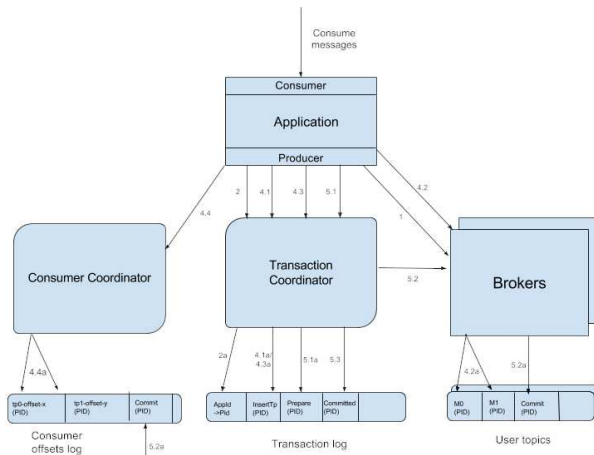 Consume
messages
Consumer
Application
Producer
2
4.1
4.3
5.1
4.2
1
4.4
Consumer Coordinator
Transaction
Coordinator
5.2
Brokers
4.4a
2a
4.1a/
4.3a
5.1a
5.3
4.2a
5.2a
tp0-offset-x
(PID)
tp1-offset-y
(PID)
Commit
(PID)
AppId
->Pid
InsertTp
(PID)
Prepare
(PID)
Committed
(PID)
M0
(PID)
M1
(PID)
Commit
(PID)
Consumer
offsets log
5.2a
Transaction log
User topics